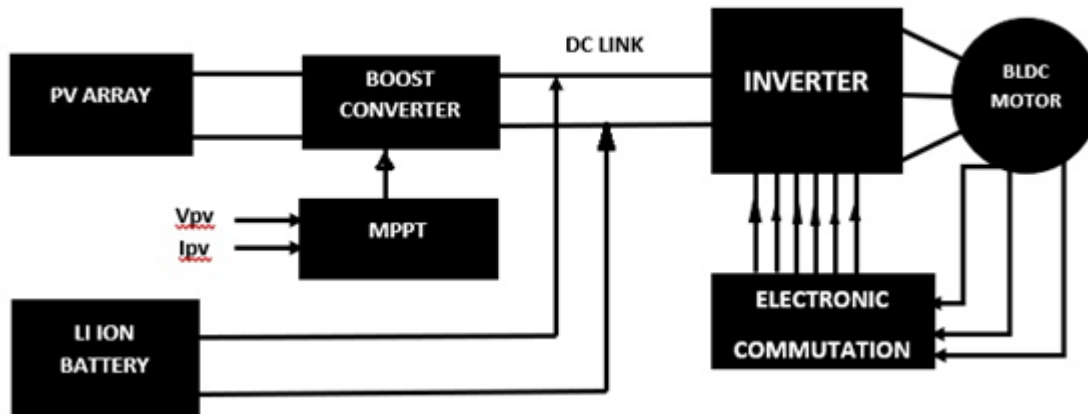 DC LINK
PV ARRAY
BOOST
CONVERTER
INVERTER
BLDC
MOTOR
Vpv
Ipv
MPPT
LI ION
BATTERY
ELECTRONIC
COMMUTATION